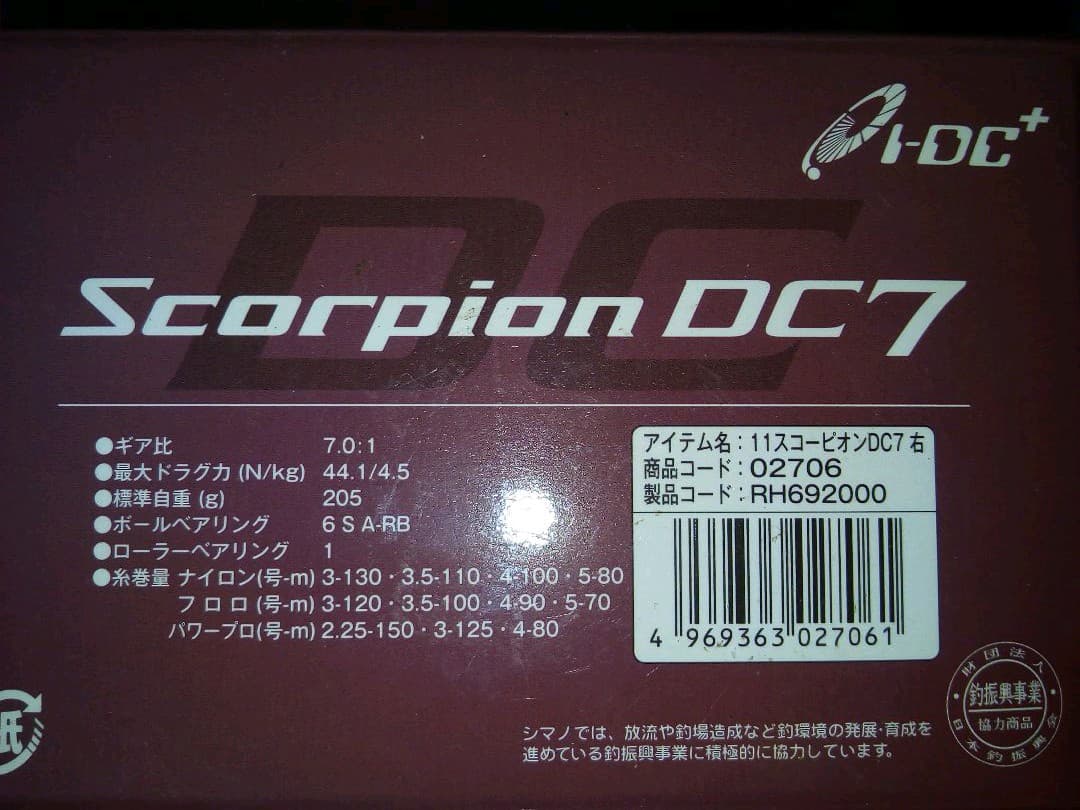 I-DC+
DC
Scorpion DC7
●ギア比 7.0:1
●最大ドラグ力 (N/kg) 44.1/4.5
●標準自重 (g) 205
●ボールベアリング 6 S A-RB
●ローラーベアリング 1
●糸巻量 ナイロン(号-m) 3-130・3.5-110・4-100・5-80
フロロ (号-m) 3-120・3.5-100・4-90・5-70
パワープロ(号-m) 2.25-150・3-125・4-80
アイテム名：11スコーピオンDC7 右
商品コード：02706
製品コード：RH692000
4 969363 027061
財団法人
釣振興事業
協力商品
日本釣振興会
シマノでは、放流や釣場造成など釣環境の発展・育成を
進めている釣振興事業に積極的に協力しています。
紙